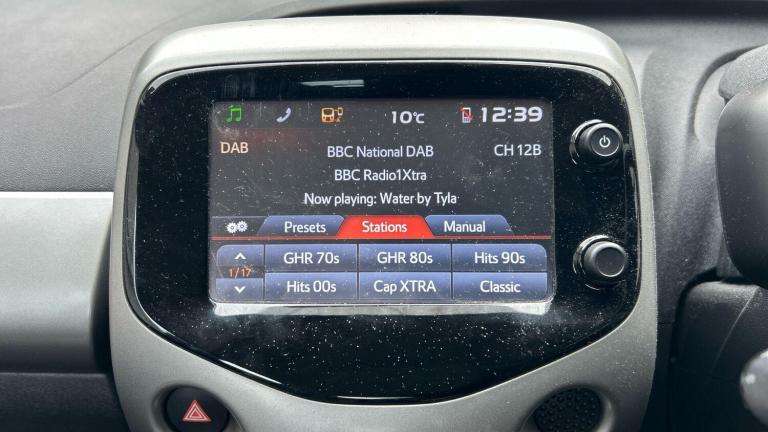 10°C 12:39
DAB BBC National DAB CH 12B
BBC Radio1Xtra
Now playing: Water by Tyla
Presets Stations Manual
GHR 70s GHR 80s Hits 90s
1/17
Hits 00s Cap XTRA Classic